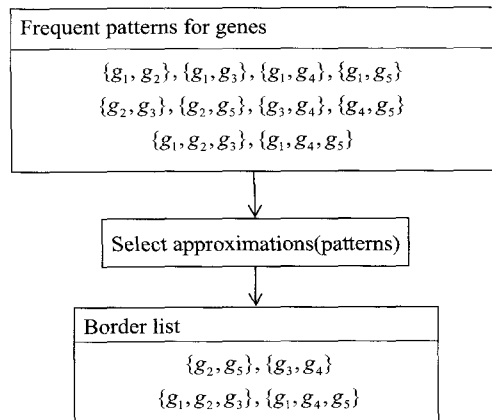 Frequent patterns for genes
{g₁, g₂}, {g₁, g₃}, {g₁, g₄}, {g₁, g₅}
{g₂, g₃}, {g₂, g₅}, {g₃, g₄}, {g₄, g₅}
{g₁, g₂, g₃}, {g₁, g₄, g₅}
Select approximations(patterns)
Border list
{g₂, g₅}, {g₃, g₄}
{g₁, g₂, g₃}, {g₁, g₄, g₅}